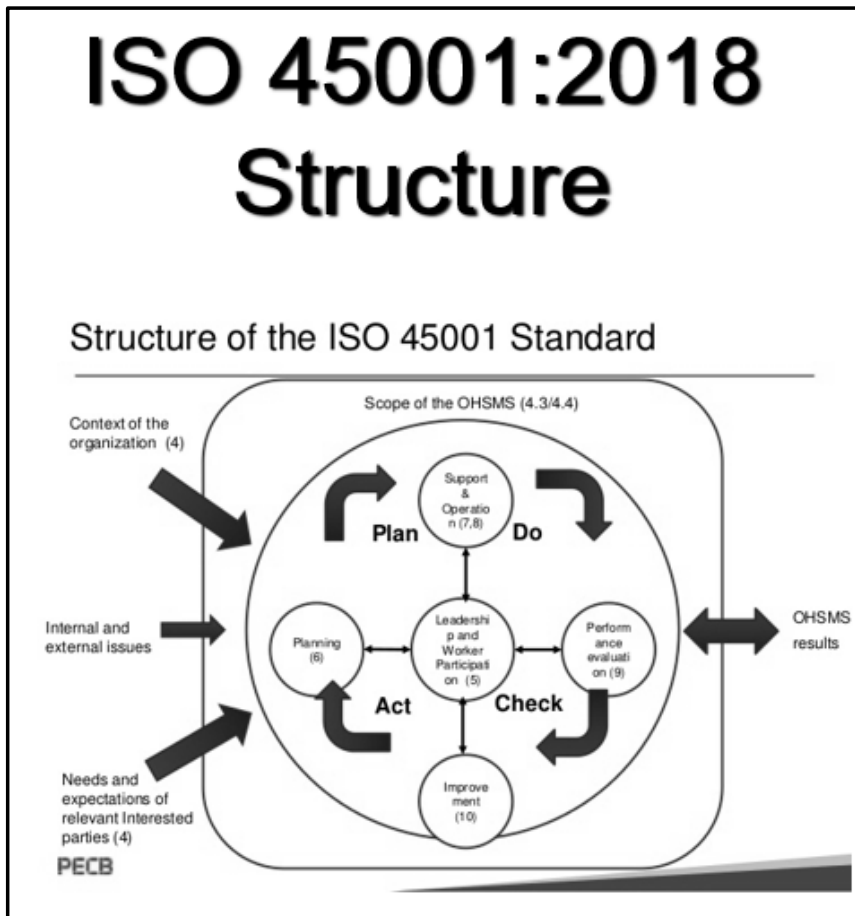 ISO 45001:2018
Structure
Structure of the ISO 45001 Standard
Scope of the OHSMS (4.3/4.4)
Context of the
organization (4)
Support
&
Operatio
n (7,8)
Plan
Do
Internal and
external issues
Planning
(6)
Leadershi
p and
Worker
Participati
on (5)
Perform
ance
evaluati
on (9)
OHSMS
results
Act
Check
Needs and
expectations of
relevant Interested
parties (4)
Improve
ment
(10)
PECB